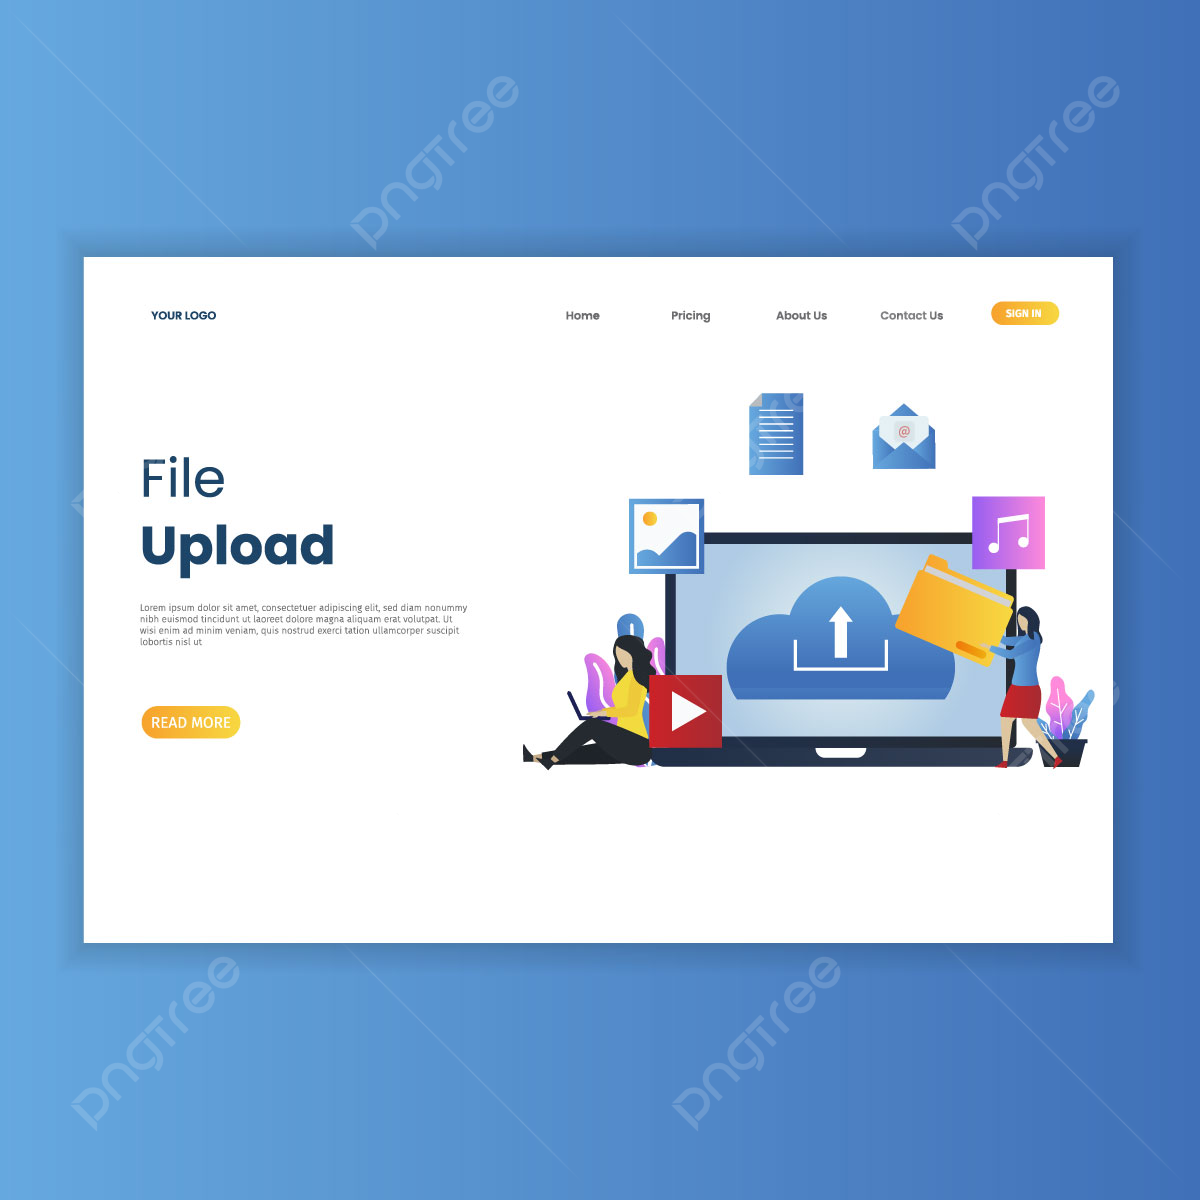 pngtree
pngtree
YOUR LOGO
Home
Pricing
About Us
Contact Us
SIGN IN
@
File
Upload
Lorem ipsum dolor sit amet, consectetuer adipiscing elit, sed diam nonummy
nibh euismod tincidunt ut laoreet dolore magna aliquam erat volutpat. Ut
wisi enim ad minim veniam, quis nostrud exerci tation ullamcorper suscipit
lobortis nisl ut
READ MORE
pngtree
pngtree